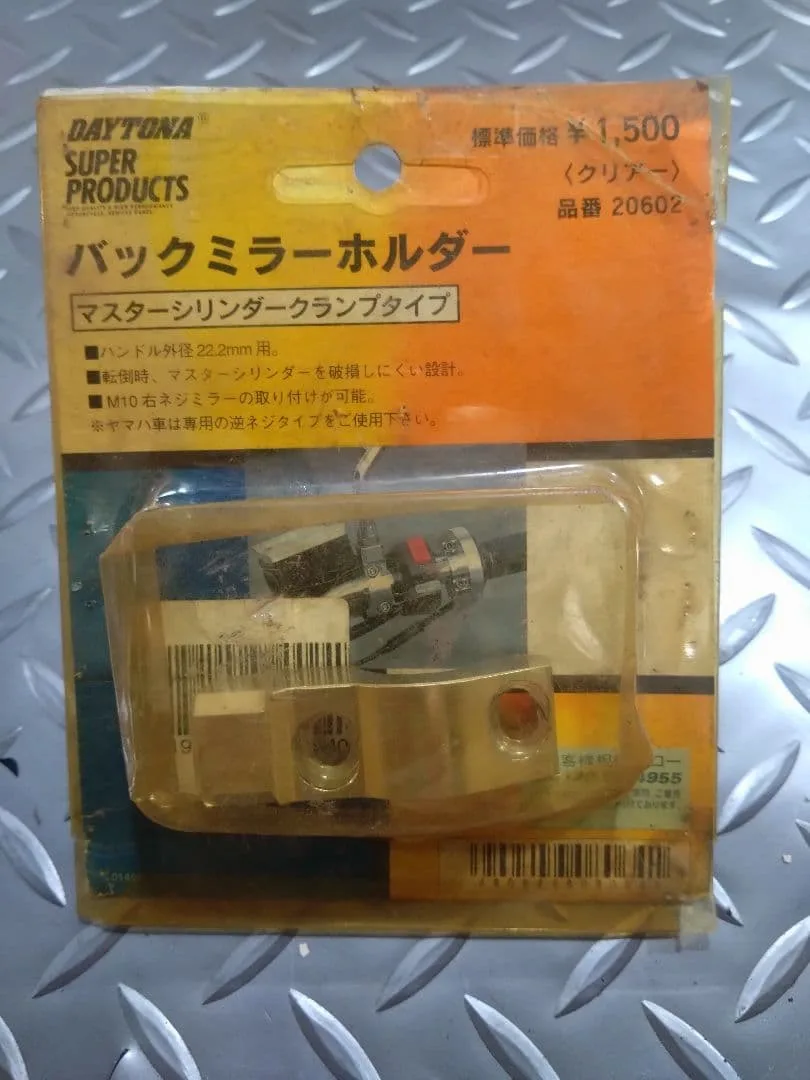 DAYTONA®
SUPER
PRODUCTS
標準価格 ¥1,500
〈クリアー〉
品番 20602
バックミラーホルダー
マスターシリンダークランプタイプ
■ハンドル外径22.2mm用。
■転倒時、マスターシリンダーを破損しにくい設計。
■M10右ネジミラーの取り付けが可能。
※ヤマハ車は専用の逆ネジタイプをご使用下さい。
9
10
4955